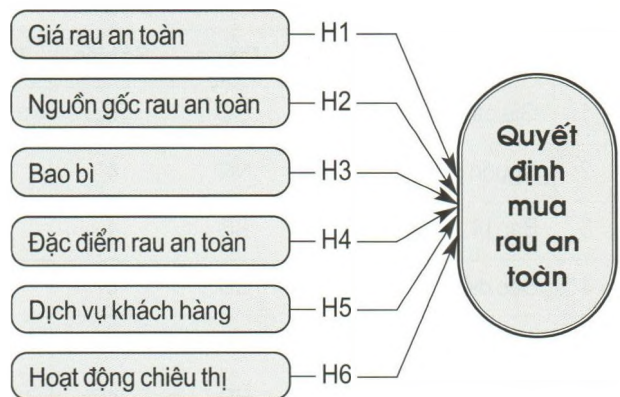 Giá rau an toàn H1
Nguồn gốc rau an toàn H2
Bao bì H3
Đặc điểm rau an toàn H4
Dịch vụ khách hàng H5
Hoạt động chiêu thị H6
Quyết
định
mua
rau an
toàn